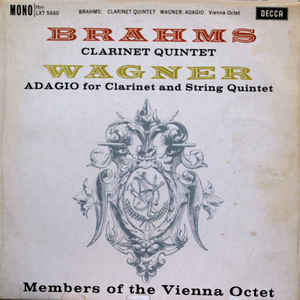 MONO
LXT 5680
BRAHMS: CLARINET QUINTET WAGNER: ADAGIO Vienna Octet
DECCA
BRAHMS
CLARINET QUINTET
WAGNER
ADAGIO for Clarinet and String Quintet
Members of the Vienna Octet